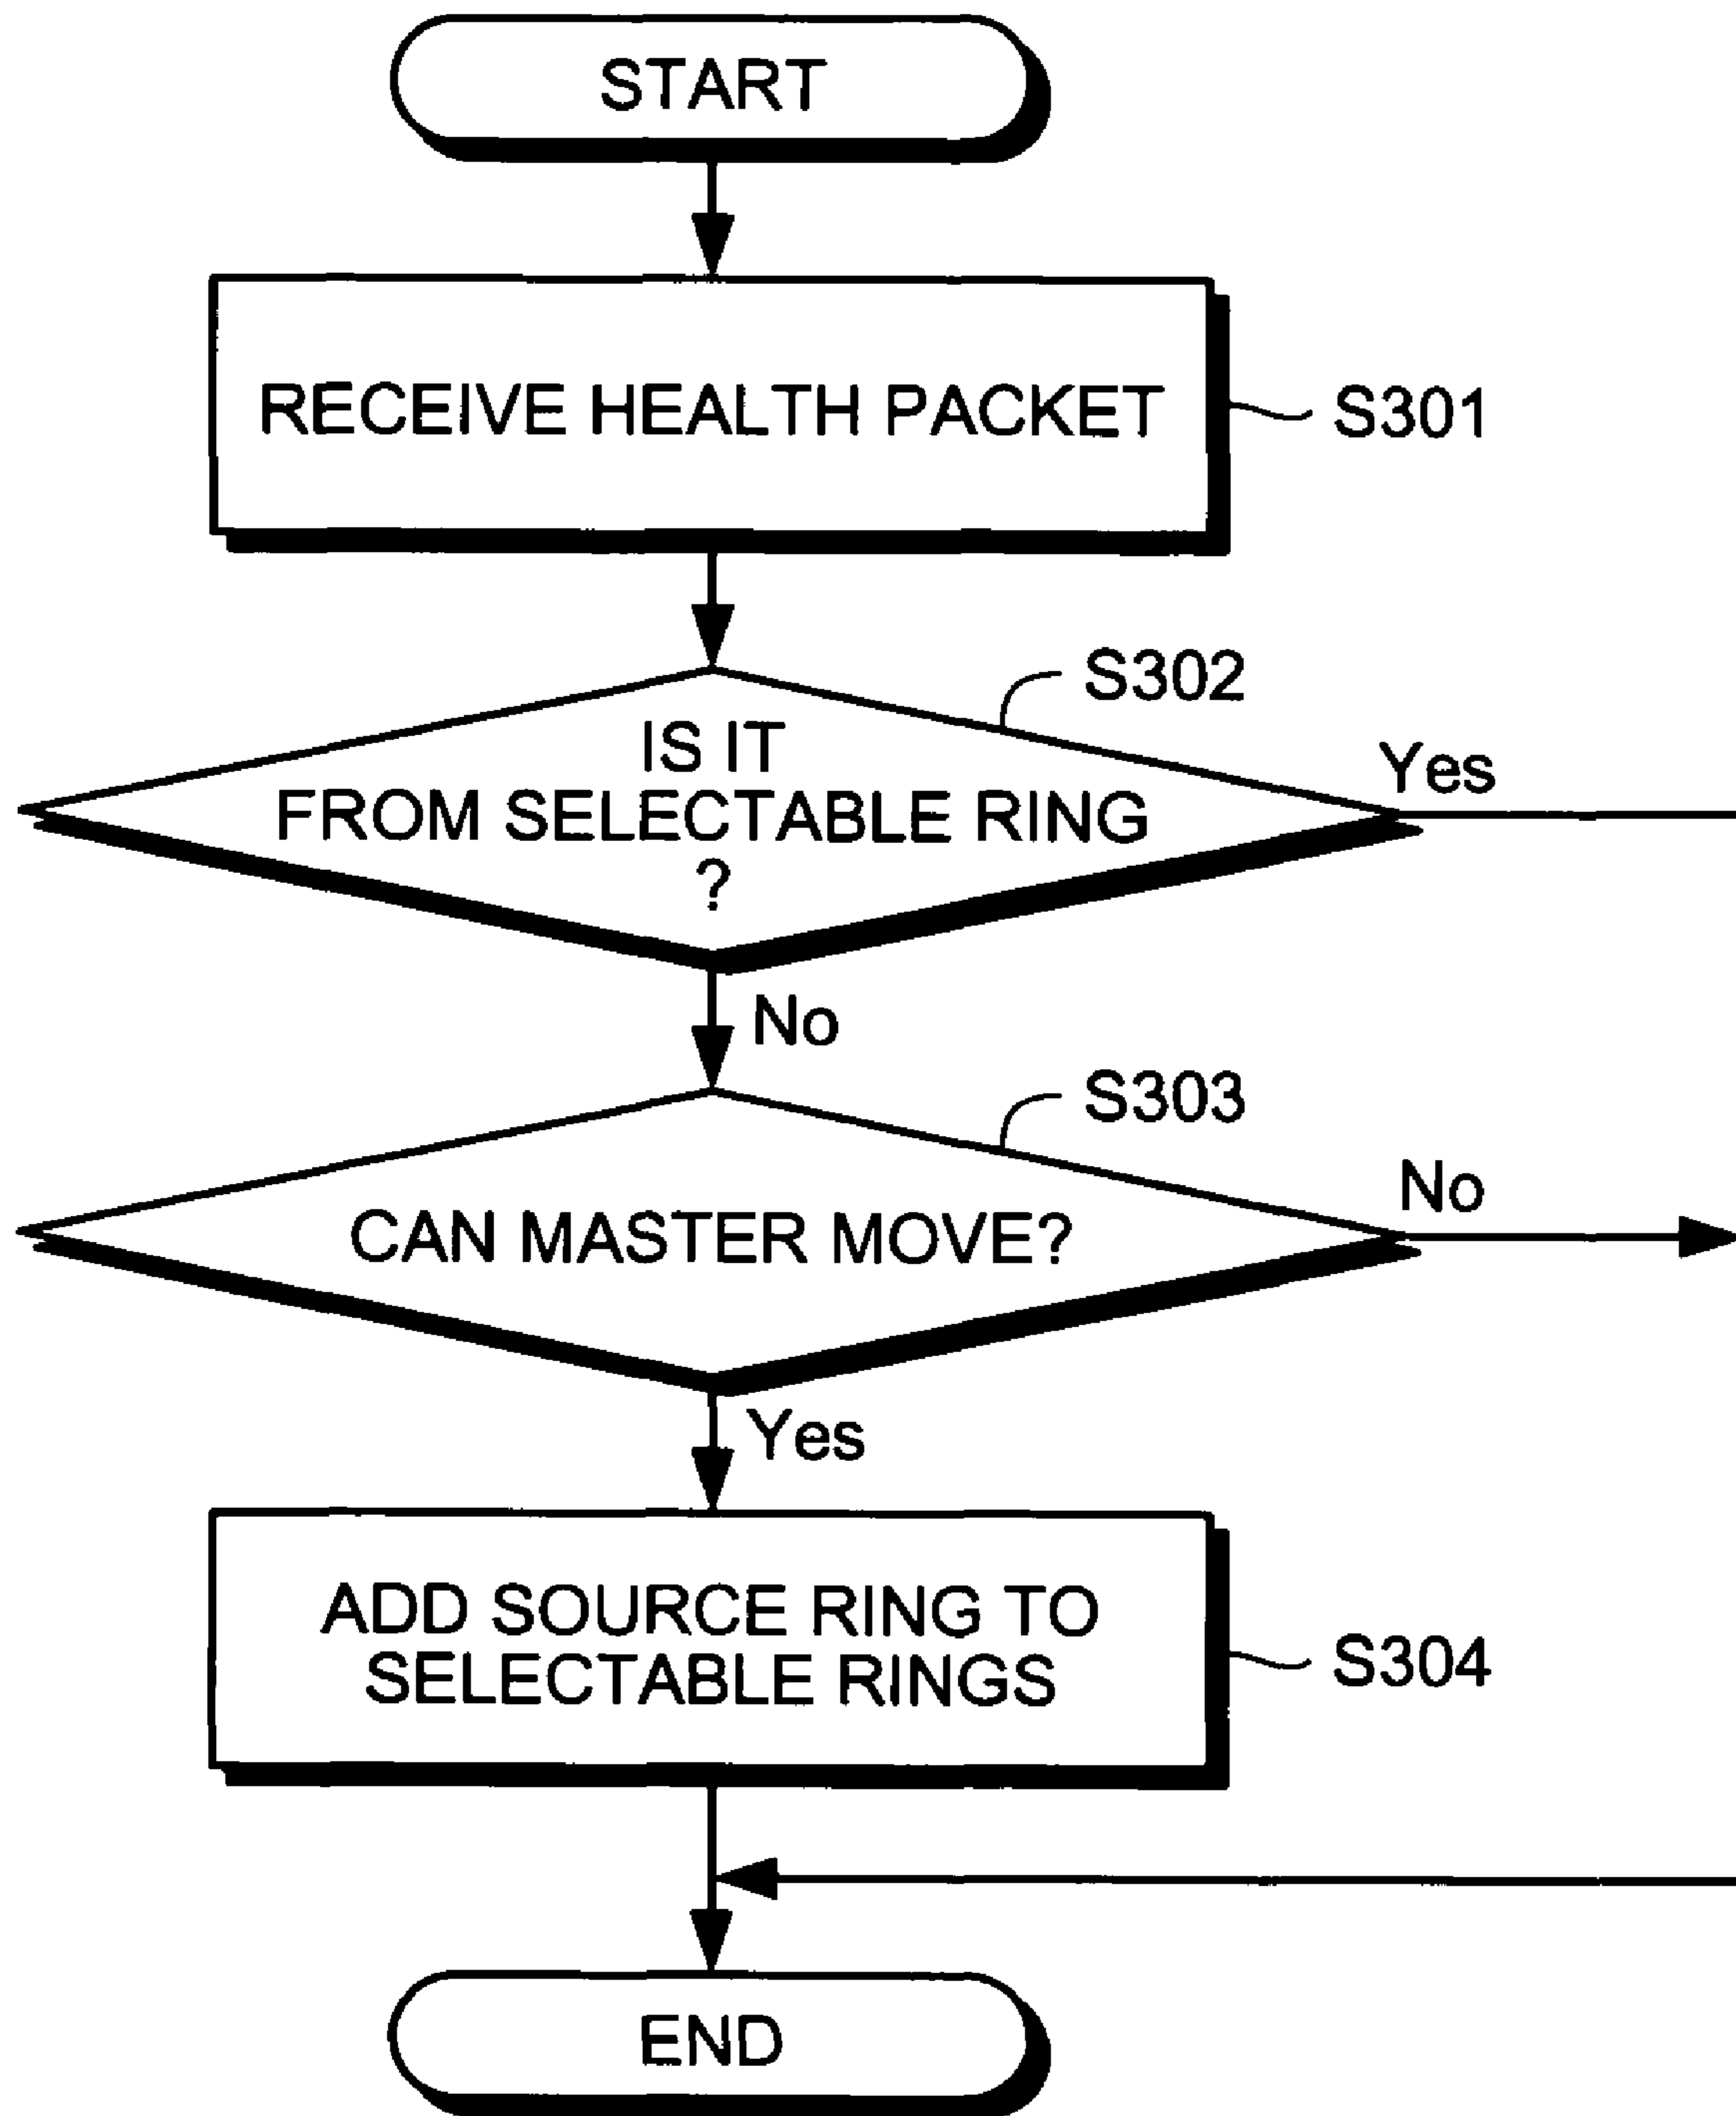 START
RECEIVE HEALTH PACKET
S301
S302
IS IT
FROM SELECTABLE RING
?
Yes
No
S303
CAN MASTER MOVE?
No
Yes
ADD SOURCE RING TO
SELECTABLE RINGS
S304
END